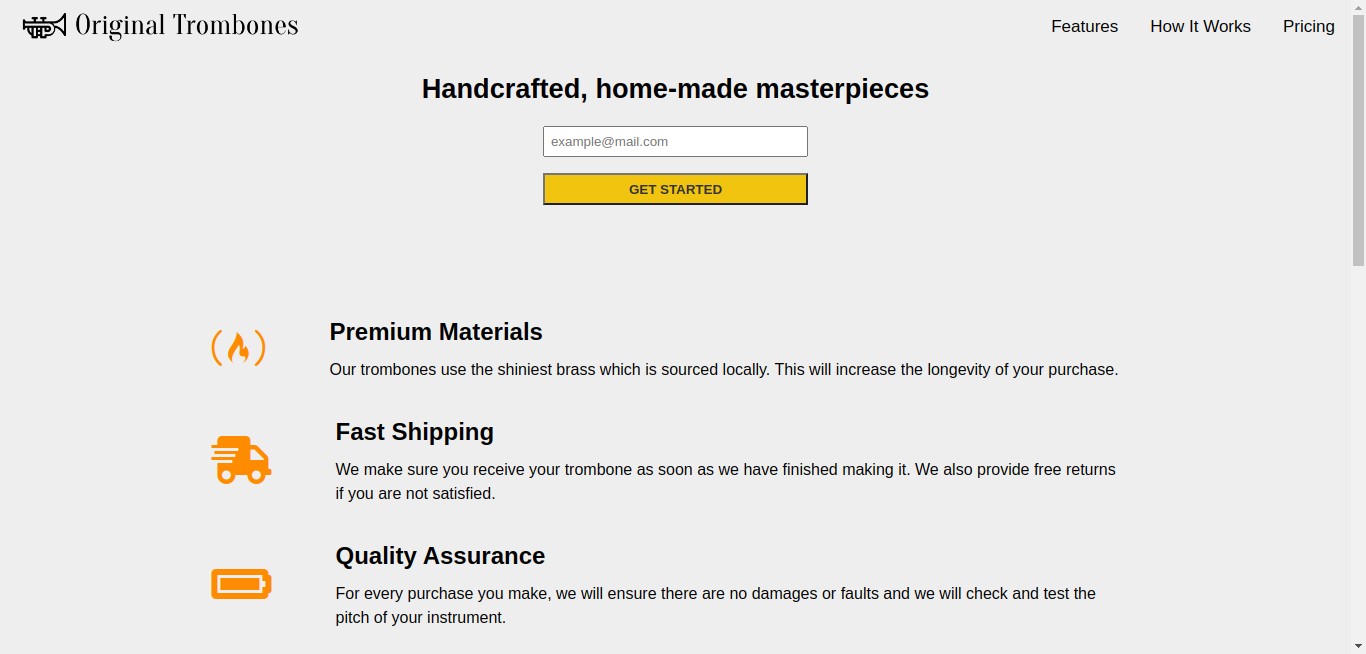 Original Trombones
Features
How It Works
Pricing
Handcrafted, home-made masterpieces
example@mail.com
GET STARTED
Premium Materials
Our trombones use the shiniest brass which is sourced locally. This will increase the longevity of your purchase.
Fast Shipping
We make sure you receive your trombone as soon as we have finished making it. We also provide free returns
if you are not satisfied.
Quality Assurance
For every purchase you make, we will ensure there are no damages or faults and we will check and test the
pitch of your instrument.